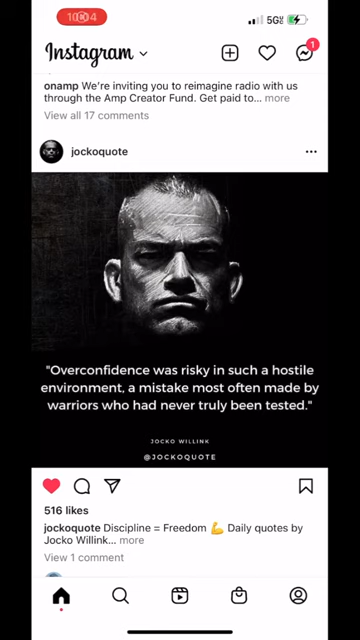 10:04
5G
Instagram
1
onamp We're inviting you to reimagine radio with us
through the Amp Creator Fund. Get paid to... more
View all 17 comments
jockoquote
"Overconfidence was risky in such a hostile
environment, a mistake most often made by
warriors who had never truly been tested."
JOCKO WILLINK
@JOCKOQUOTE
516 likes
jockoquote Discipline = Freedom 💪 Daily quotes by
Jocko Willink... more
View 1 comment